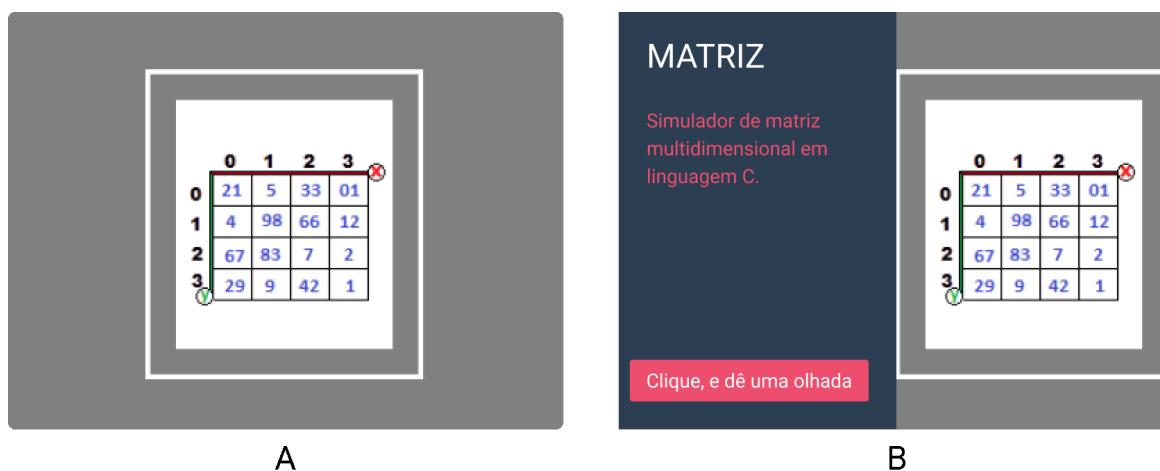 0 1 2 3 X
0 21 5 33 01
1 4 98 66 12
2 67 83 7 2
3 29 9 42 1
y
A
MATRIZ
Simulador de matriz
multidimensional em
linguagem C.
Clique, e dê uma olhada
0 1 2 3 X
0 21 5 33 01
1 4 98 66 12
2 67 83 7 2
3 29 9 42 1
y
B